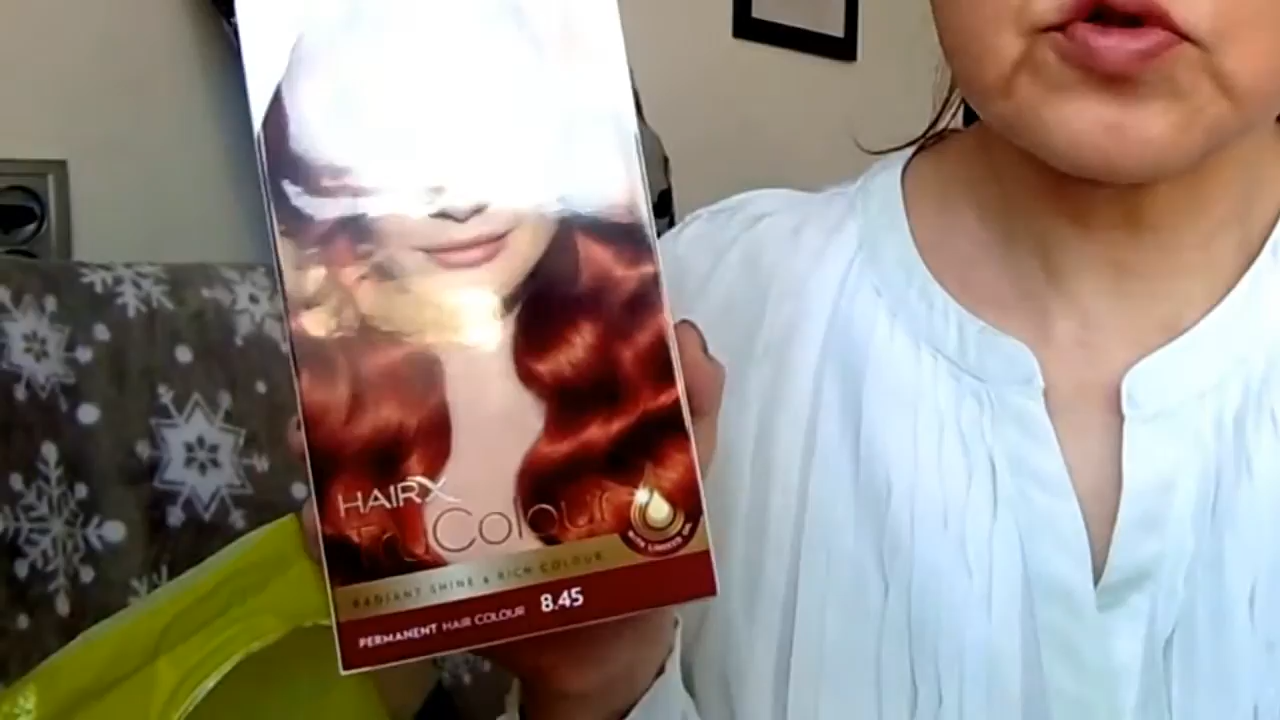 HAIRX
TruColour
RADIANT SHINE & RICH COLOUR
PERMANENT HAIR COLOUR 8.45